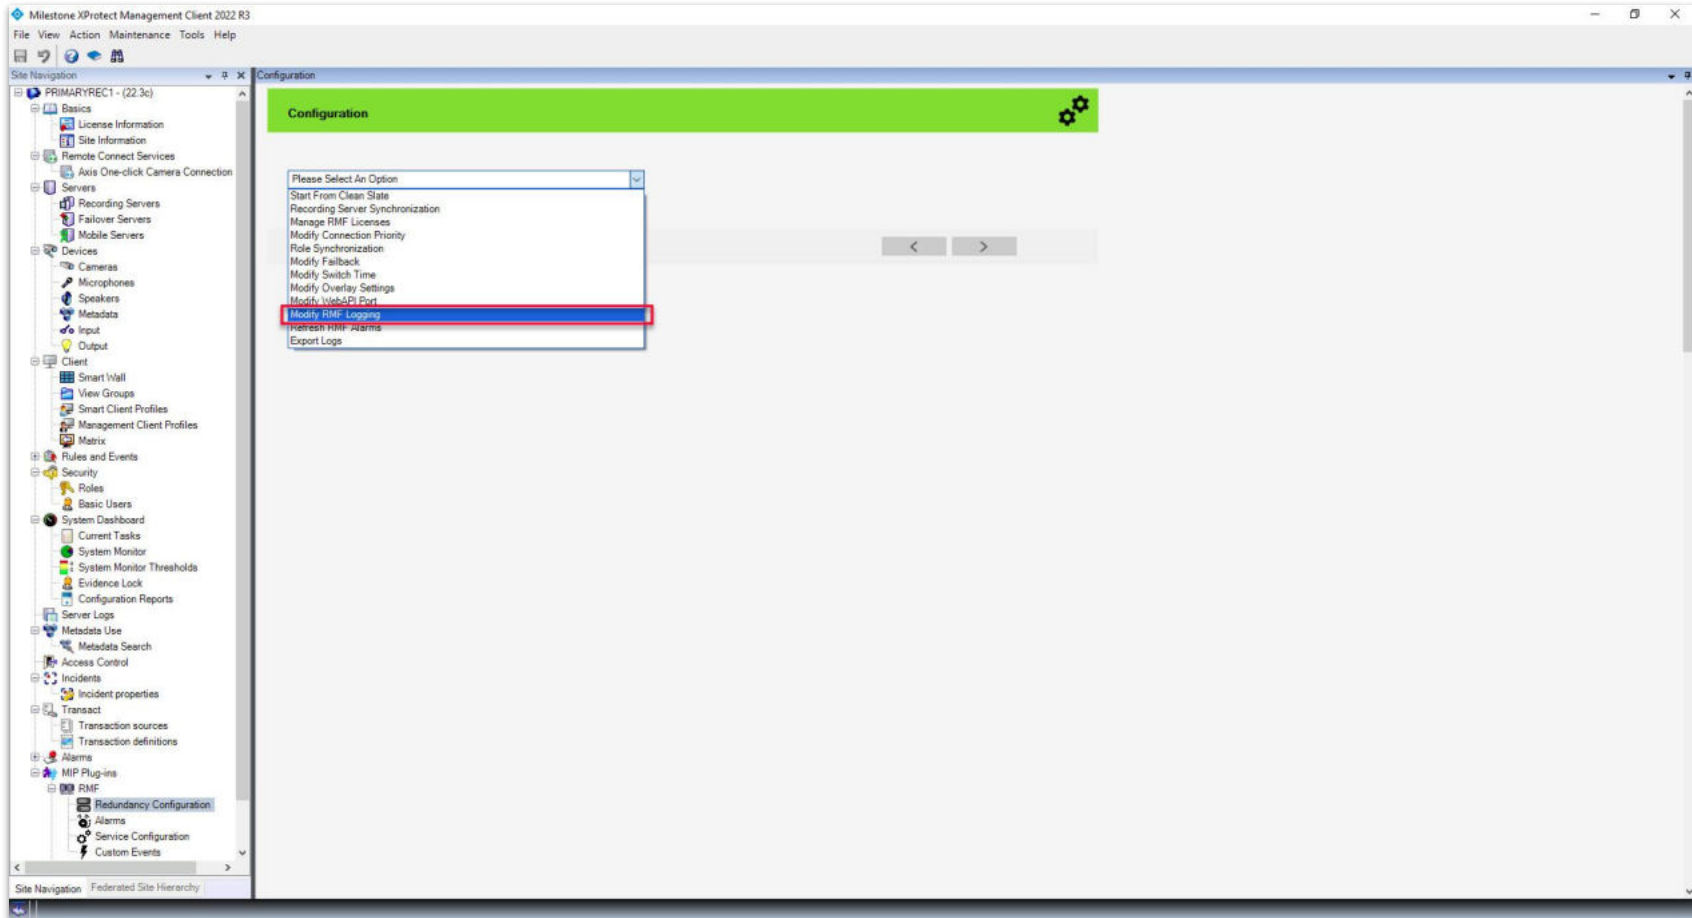 Milestone XProtect Management Client 2022 R3
File View Action Maintenance Tools Help
Site Navigation
PRIMARYREC1 - (22.3c)
Basics
License Information
Site Information
Remote Connect Services
Axis One-click Camera Connection
Servers
Recording Servers
Failover Servers
Mobile Servers
Devices
Cameras
Microphones
Speakers
Metadata
Input
Output
Client
Smart Wall
View Groups
Smart Client Profiles
Management Client Profiles
Matrix
Rules and Events
Security
Roles
Basic Users
System Dashboard
Current Tasks
System Monitor
System Monitor Thresholds
Evidence Lock
Configuration Reports
Server Logs
Metadata Use
Metadata Search
Access Control
Incidents
Incident properties
Transact
Transaction sources
Transaction definitions
Alarms
MIP Plug-ins
RMF
Redundancy Configuration
Alarms
Service Configuration
Custom Events
Site Navigation Federated Site Hierarchy
Configuration
Configuration
Please Select An Option
Start From Clean Slate
Recording Server Synchronization
Manage RMF Licenses
Modify Connection Priority
Role Synchronization
Modify Failback
Modify Switch Time
Modify Overlay Settings
Modify WebAPI Port
Modify RMF Logging
Refresh RMF Alarms
Export Logs
< >